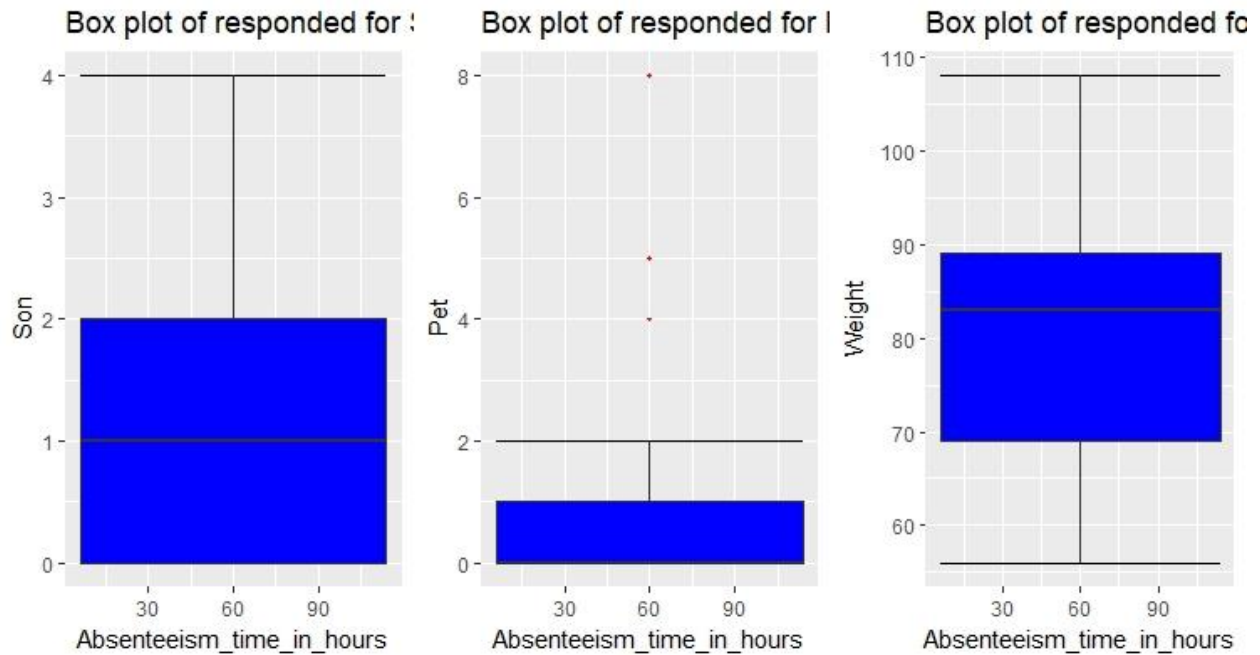 Box plot of responded for
4
3
2
1
0
Son
30 60 90
Absenteeism_time_in_hours
Box plot of responded for
8
6
4
2
0
Pet
30 60 90
Absenteeism_time_in_hours
Box plot of responded fo
110
100
90
80
70
60
Weight
30 60 90
Absenteeism_time_in_hours